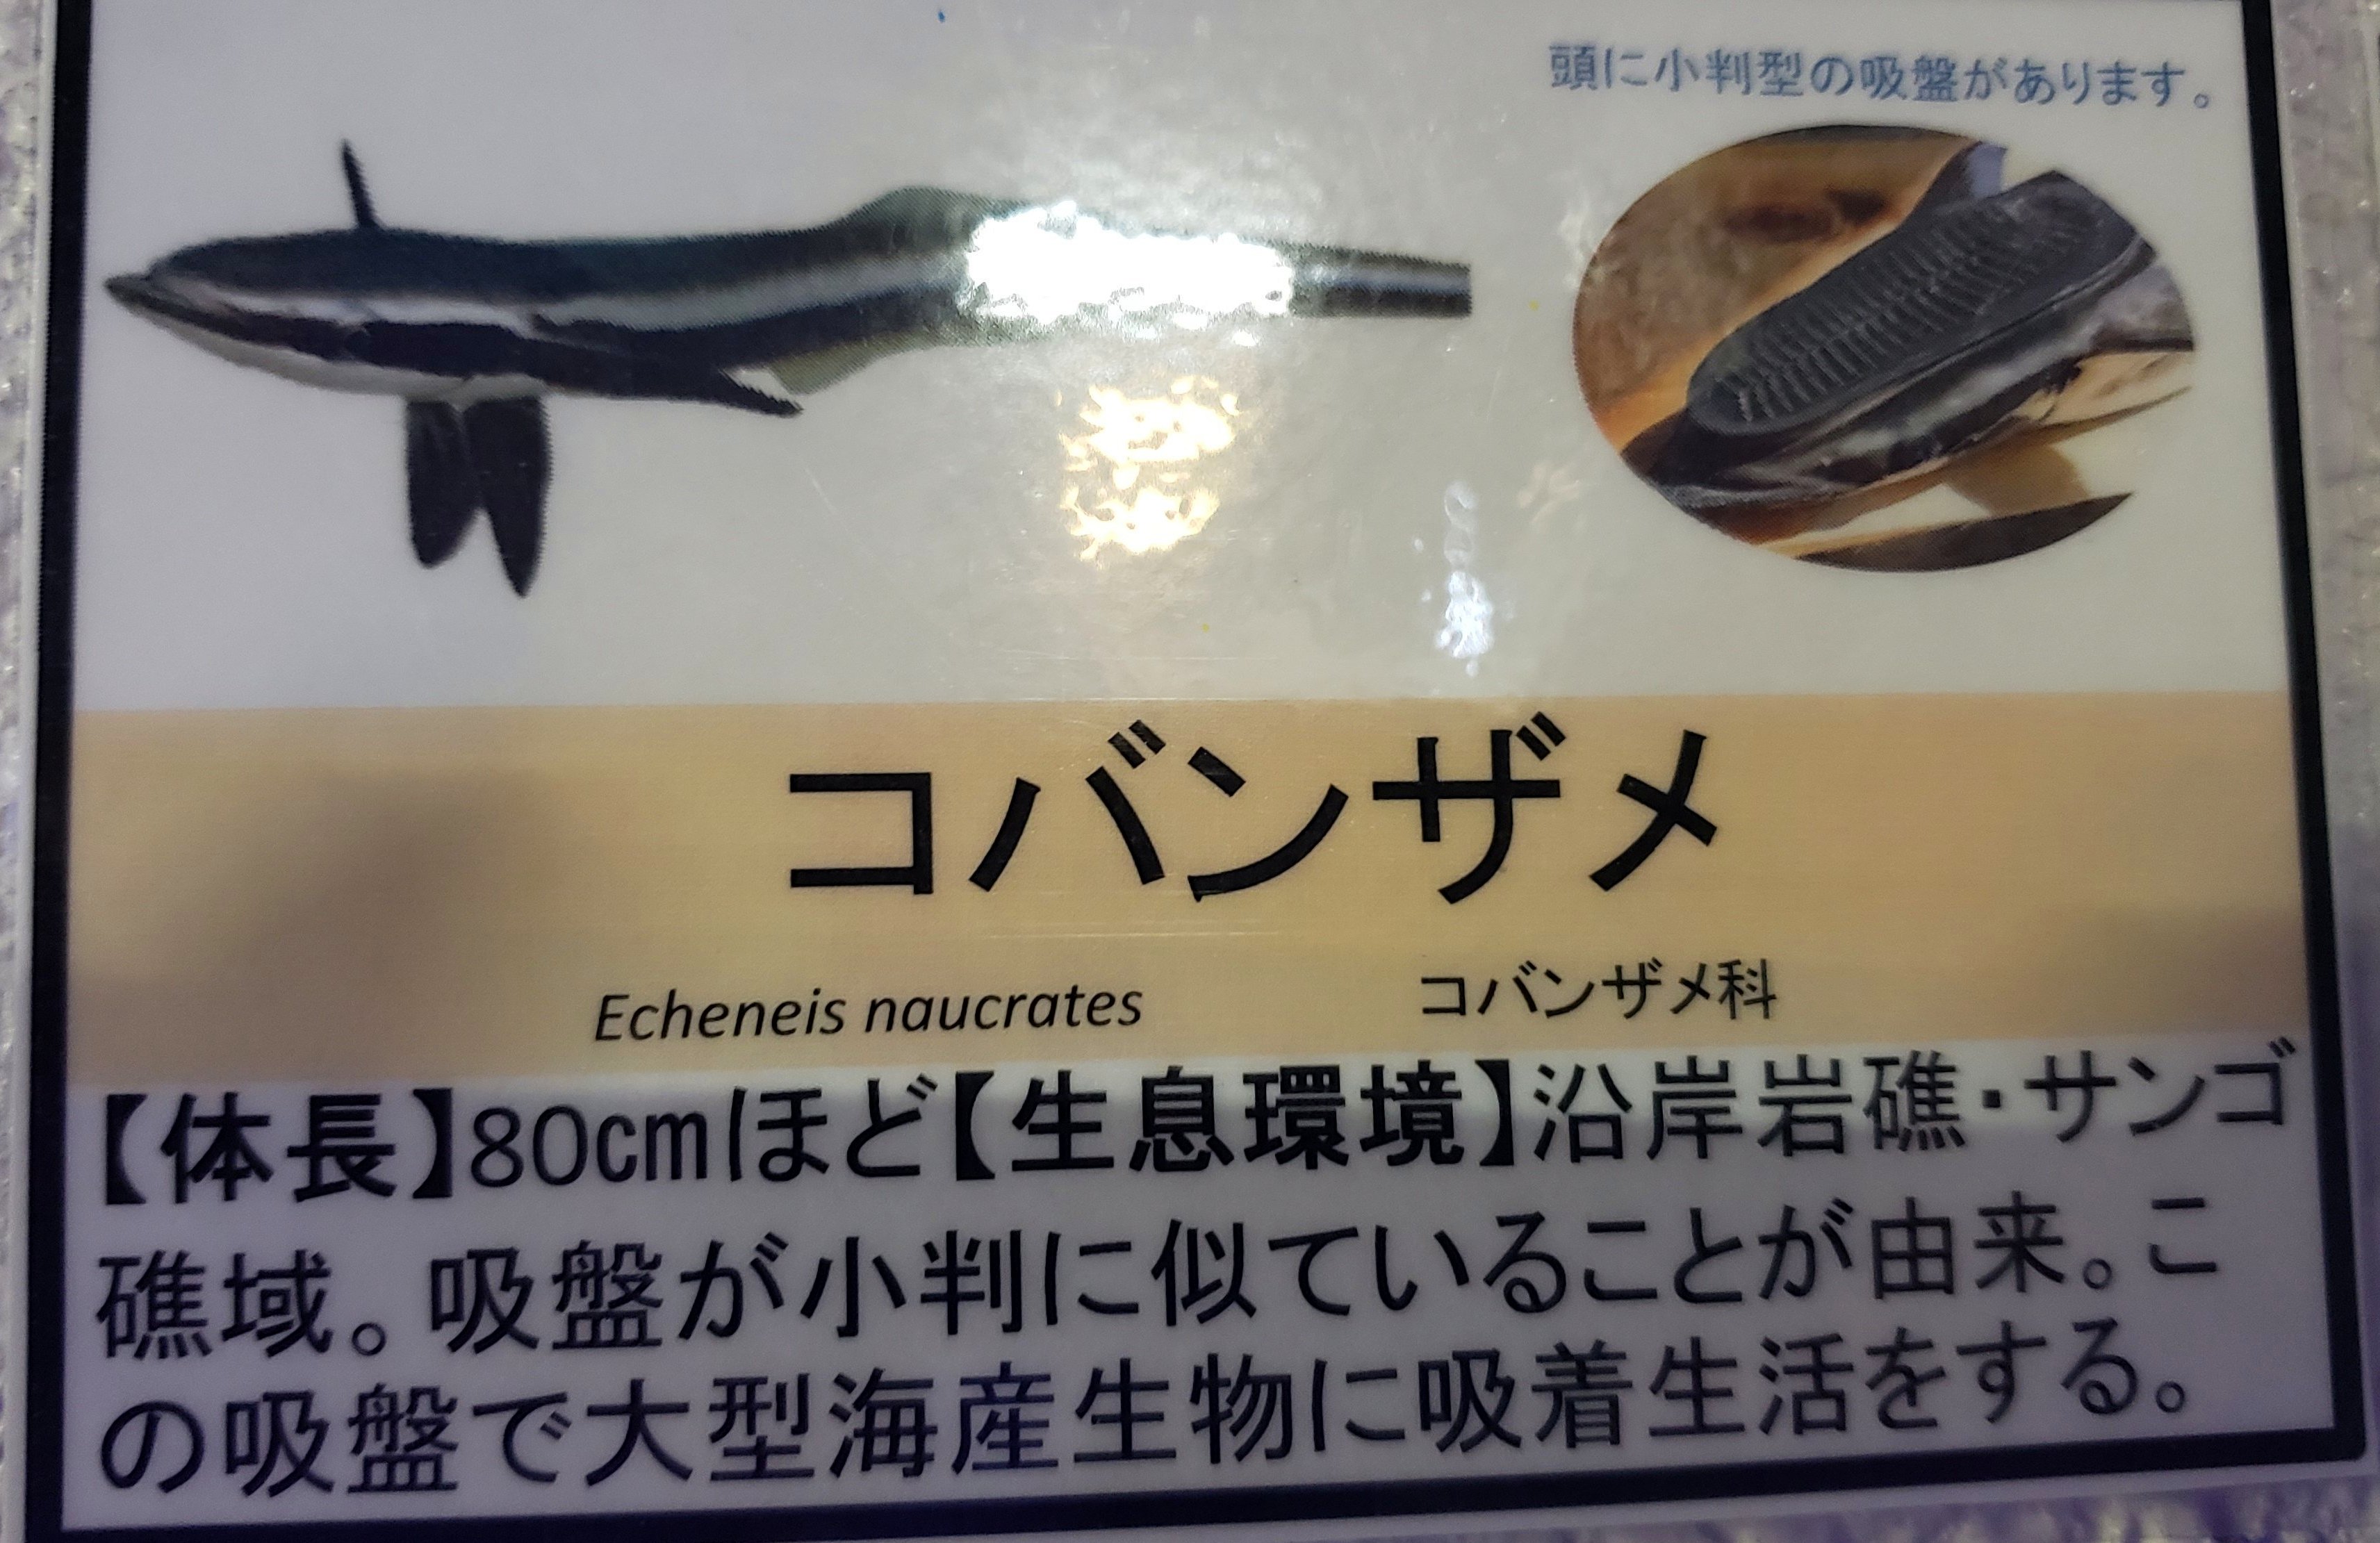 頭に小判型の吸盤があります。
コバンザメ
Echeneis naucrates コバンザメ科
【体長】80cmほど【生息環境】沿岸岩礁・サンゴ
礁域。吸盤が小判に似ていることが由来。こ
の吸盤で大型海産生物に吸着生活をする。